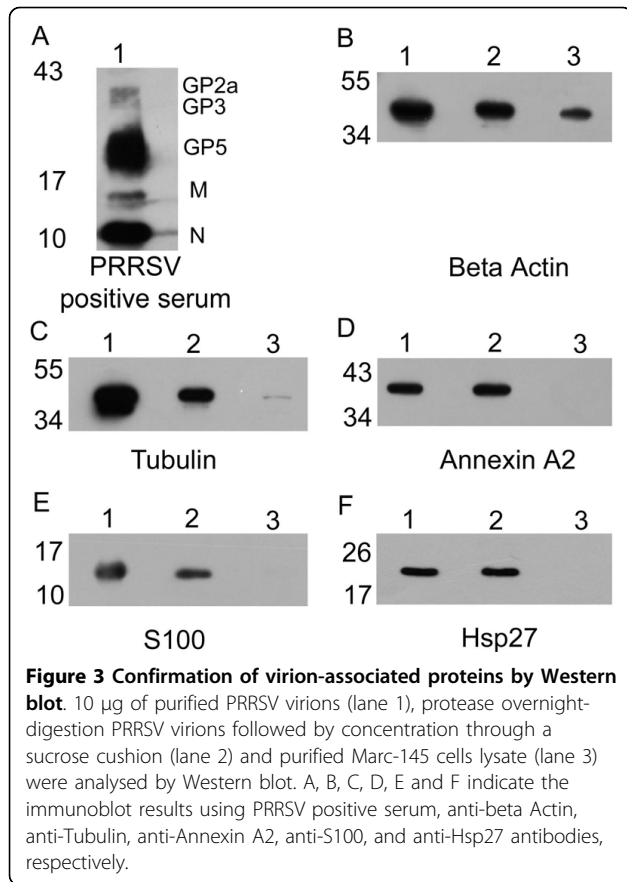 A
1
43
GP2a
GP3
GP5
17
M
10
N
PRRSV
positive serum
B
1 2 3
55
34
Beta Actin
C
1 2 3
55
34
Tubulin
D
1 2 3
43
34
Annexin A2
E
1 2 3
17
10
S100
F
1 2 3
26
17
Hsp27
Figure 3 Confirmation of virion-associated proteins by Western
blot. 10 μg of purified PRRSV virions (lane 1), protease overnight-
digestion PRRSV virions followed by concentration through a
sucrose cushion (lane 2) and purified Marc-145 cells lysate (lane 3)
were analysed by Western blot. A, B, C, D, E and F indicate the
immunoblot results using PRRSV positive serum, anti-beta Actin,
anti-Tubulin, anti-Annexin A2, anti-S100, and anti-Hsp27 antibodies,
respectively.